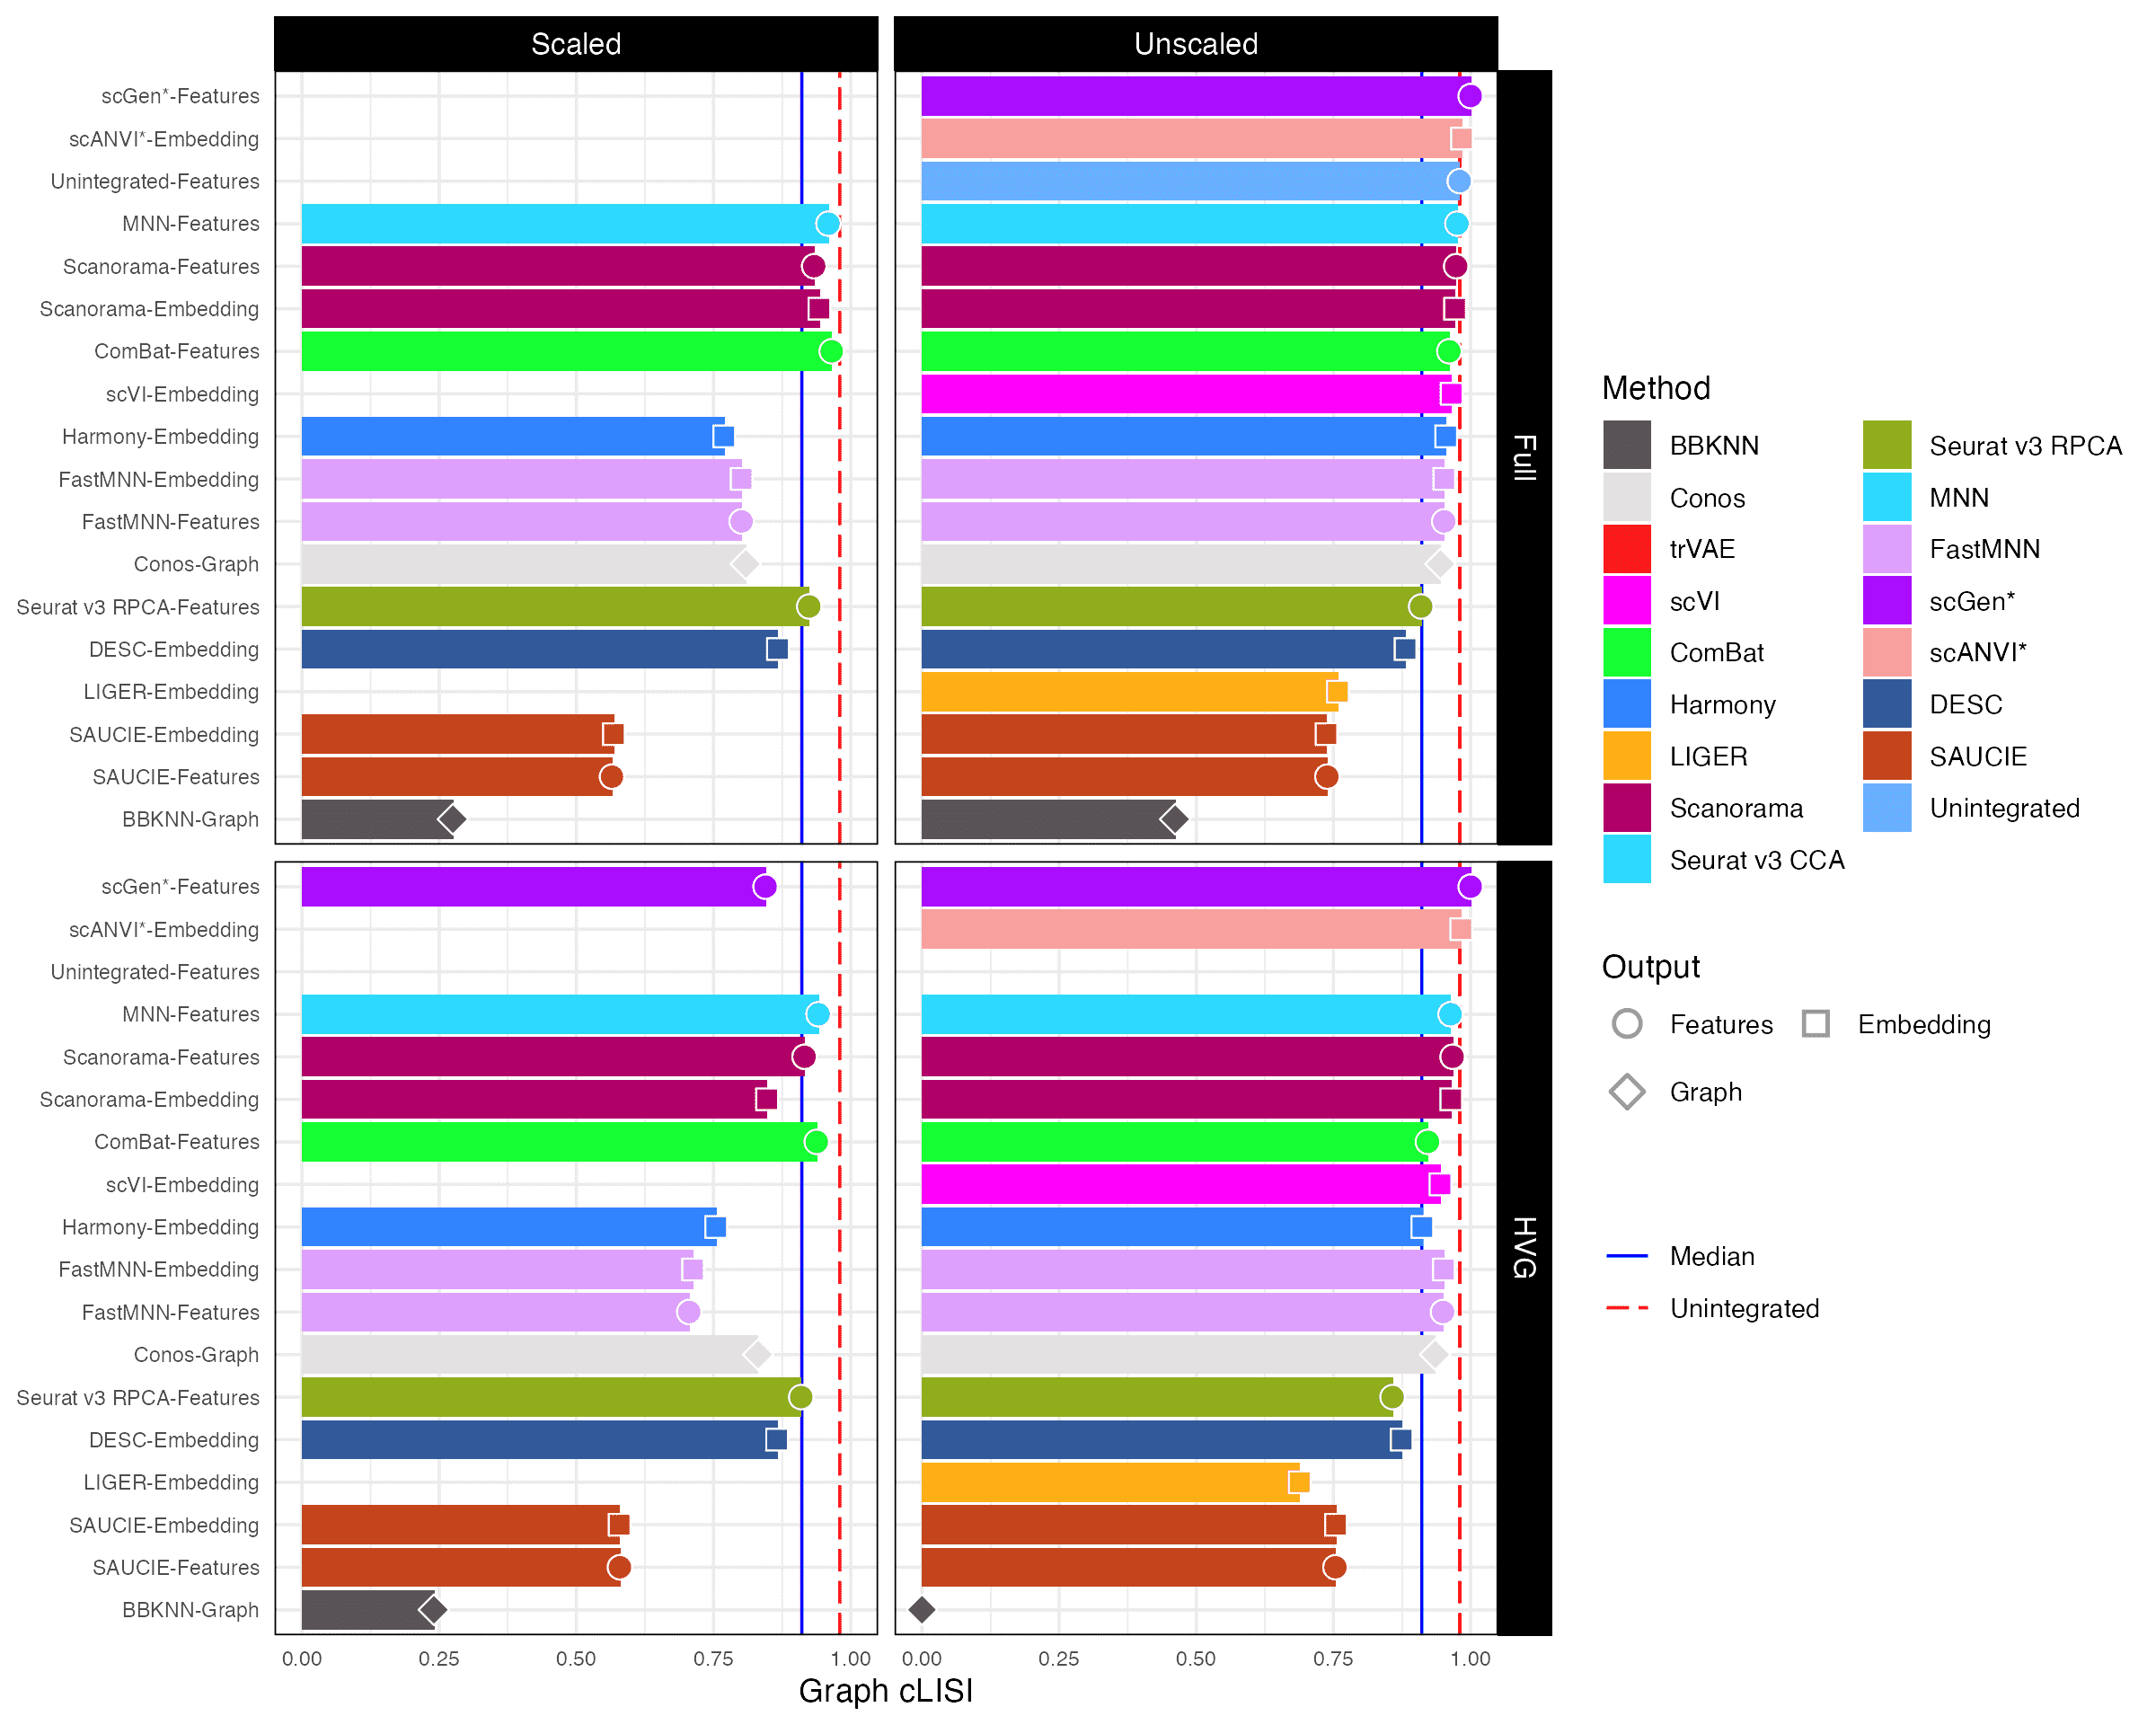 Scaled
Unscaled
scGen*-Features
scANVI*-Embedding
Unintegrated-Features
MNN-Features
Scanorama-Features
Scanorama-Embedding
ComBat-Features
scVI-Embedding
Harmony-Embedding
FastMNN-Embedding
FastMNN-Features
Conos-Graph
Seurat v3 RPCA-Features
DESC-Embedding
LIGER-Embedding
SAUCIE-Embedding
SAUCIE-Features
BBKNN-Graph
Full
scGen*-Features
scANVI*-Embedding
Unintegrated-Features
MNN-Features
Scanorama-Features
Scanorama-Embedding
ComBat-Features
scVI-Embedding
Harmony-Embedding
FastMNN-Embedding
FastMNN-Features
Conos-Graph
Seurat v3 RPCA-Features
DESC-Embedding
LIGER-Embedding
SAUCIE-Embedding
SAUCIE-Features
BBKNN-Graph
HVG
0.00 0.25 0.50 0.75 1.00
0.00 0.25 0.50 0.75 1.00
Graph cLISI
Method
BBKNN
Conos
trVAE
scVI
ComBat
Harmony
LIGER
Scanorama
Seurat v3 CCA
Seurat v3 RPCA
MNN
FastMNN
scGen*
scANVI*
DESC
SAUCIE
Unintegrated
Output
Features
Embedding
Graph
Median
Unintegrated